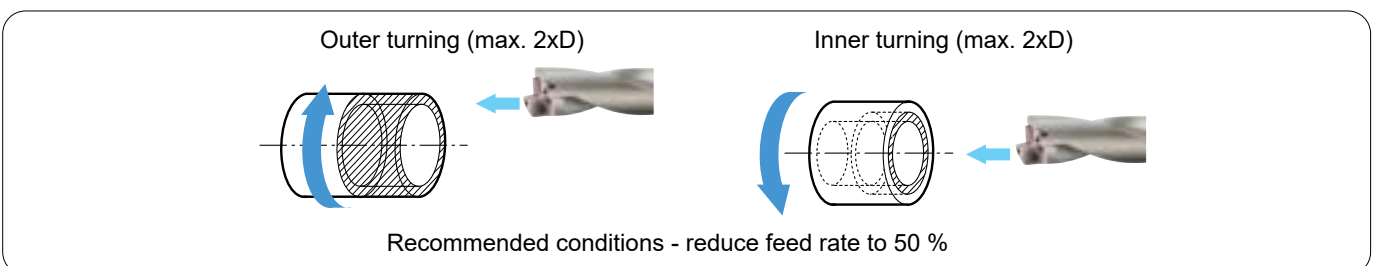 Outer turning (max. 2xD)
Inner turning (max. 2xD)
Recommended conditions - reduce feed rate to 50 %